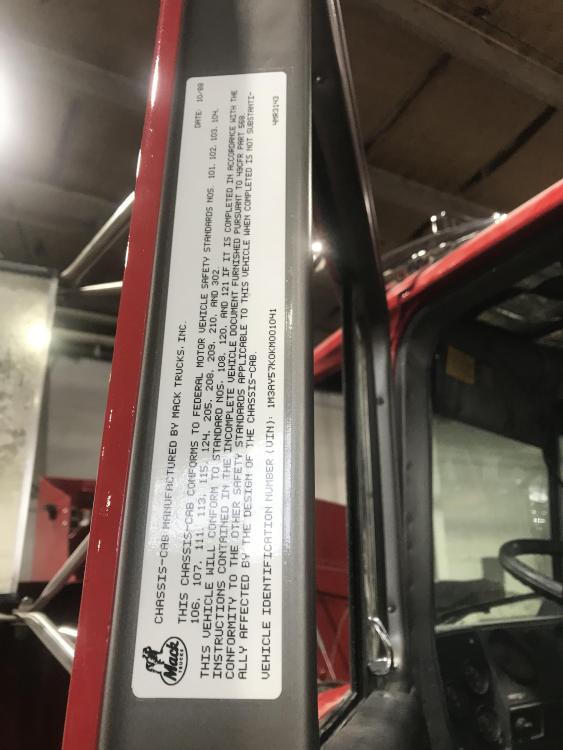 Mack
TRUCKS
CHASSIS-CAB MANUFACTURED BY MACK TRUCKS, INC. DATE: 10/88
THIS CHASSIS-CAB CONFORMS TO FEDERAL MOTOR VEHICLE SAFETY STANDARDS NOS. 101, 102, 103, 104,
106, 107, 111, 113, 115, 124, 205, 208, 209, 210, AND 302.
THIS VEHICLE WILL CONFORM TO STANDARD NOS. 108, 120, AND 121 IF IT IS COMPLETED IN ACCORDANCE WITH THE
INSTRUCTIONS CONTAINED IN THE INCOMPLETE VEHICLE DOCUMENT FURNISHED PURSUANT TO 49CFR PART 568.
CONFORMITY TO THE OTHER SAFETY STANDARDS APPLICABLE TO THIS VEHICLE WHEN COMPLETED IS NOT SUBSTANTI-
ALLY AFFECTED BY THE DESIGN OF THE CHASSIS-CAB.
VEHICLE IDENTIFICATION NUMBER (VIN): 1M3AY57K0KM001041 4MR3143